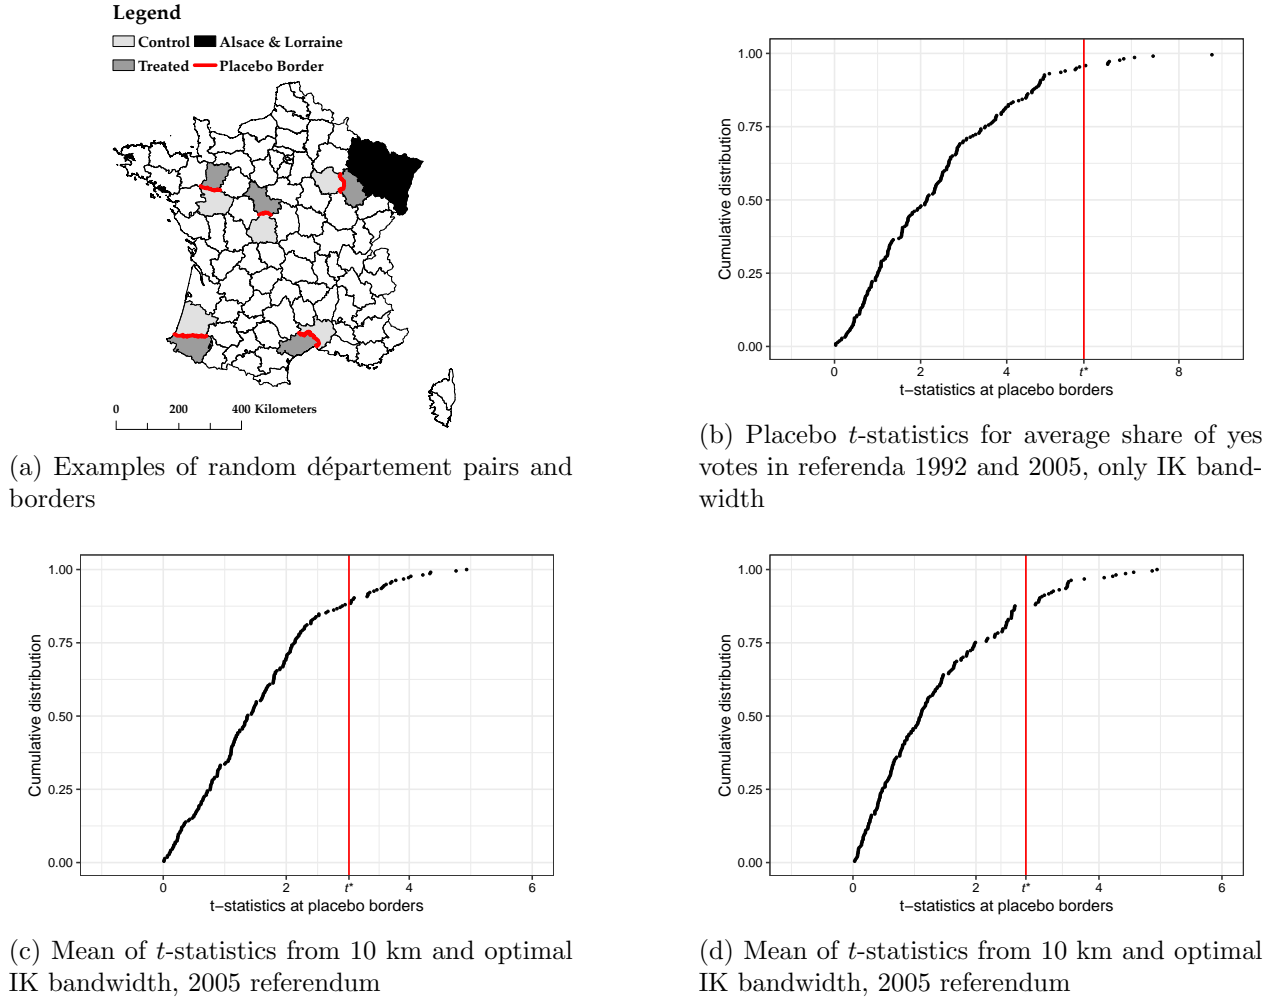 Legend
Control Alsace & Lorraine
Treated Placebo Border
0 200 400 Kilometers
(a) Examples of random département pairs and
borders
1.00
0.75
0.50
0.25
0.00
Cumulative distribution
0 2 4 t* 8
t−statistics at placebo borders
(b) Placebo t-statistics for average share of yes
votes in referenda 1992 and 2005, only IK band-
width
1.00
0.75
0.50
0.25
0.00
Cumulative distribution
0 2 t* 4 6
t−statistics at placebo borders
(c) Mean of t-statistics from 10 km and optimal
IK bandwidth, 2005 referendum
1.00
0.75
0.50
0.25
0.00
Cumulative distribution
0 2 t* 4 6
t−statistics at placebo borders
(d) Mean of t-statistics from 10 km and optimal
IK bandwidth, 2005 referendum